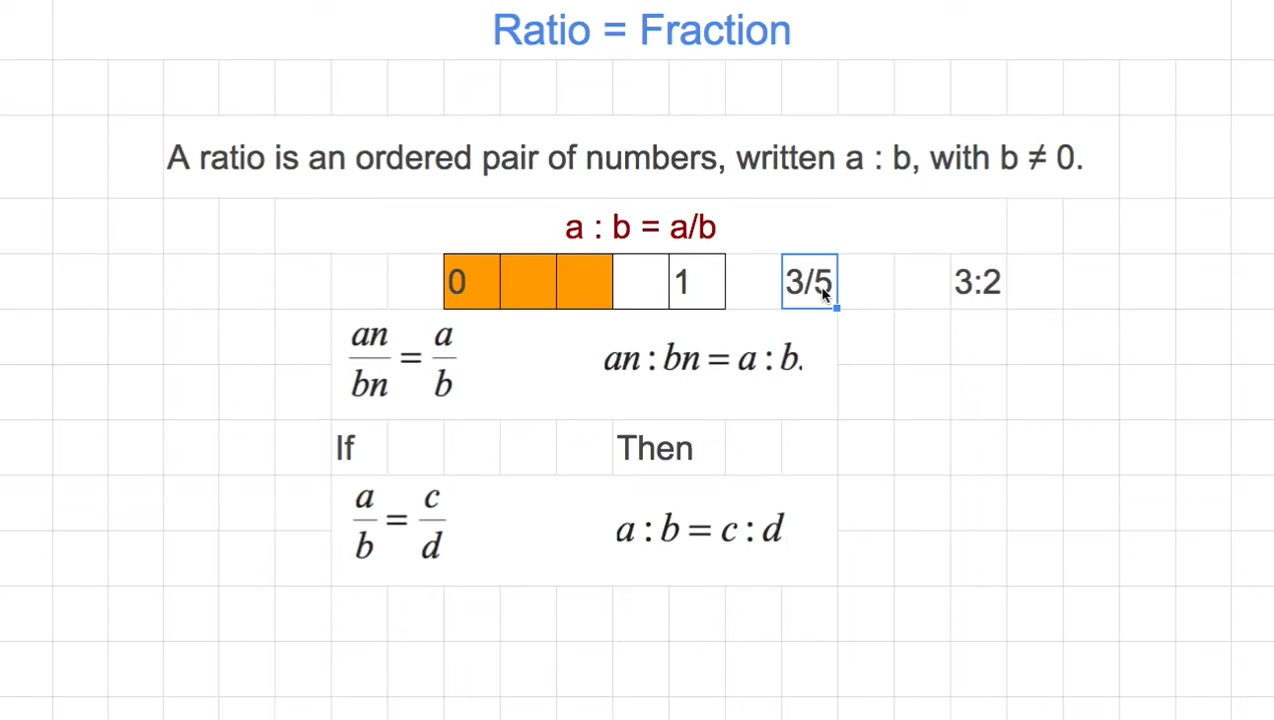 Ratio = Fraction
A ratio is an ordered pair of numbers, written a : b, with b ≠ 0.
a : b = a/b
0 1 3/5 3:2
an/bn = a/b an : bn = a : b.
If Then
a/b = c/d a : b = c : d